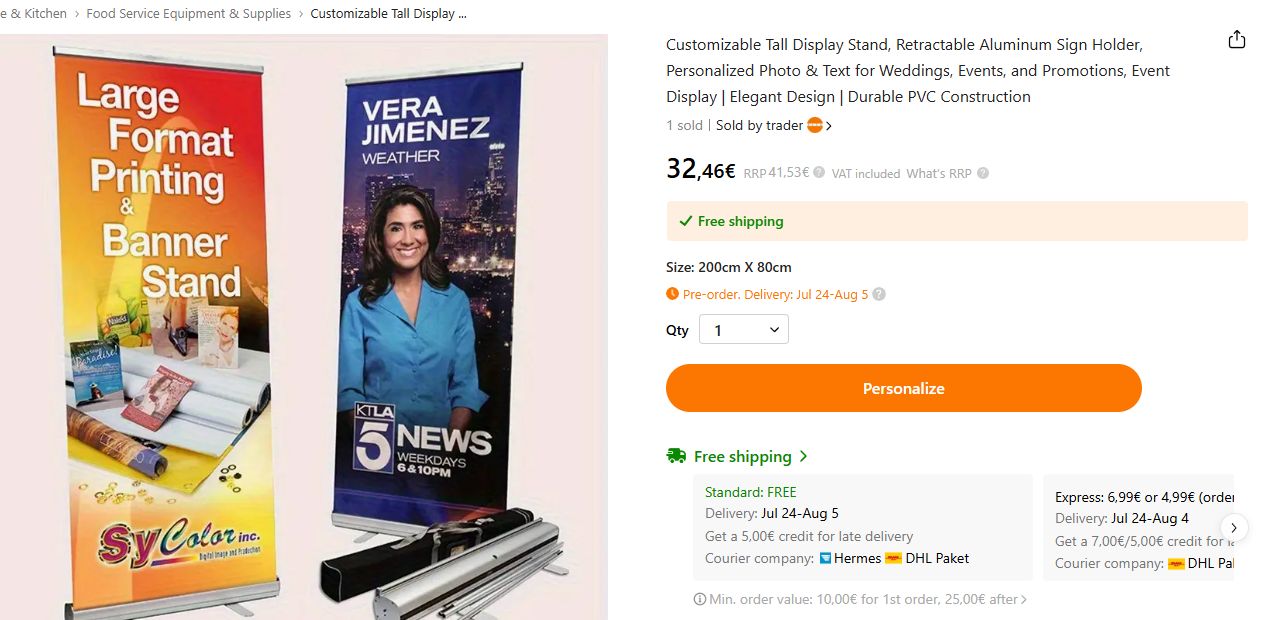 e & Kitchen > Food Service Equipment & Supplies > Customizable Tall Display ...
Large
Format
Printing
&
Banner
Stand
Naked
Paradise!
SyColor inc.
Digital Image and Production
VERA
JIMENEZ
WEATHER
KTLA
5 NEWS
WEEKDAYS
6 & 10PM
Customizable Tall Display Stand, Retractable Aluminum Sign Holder,
Personalized Photo & Text for Weddings, Events, and Promotions, Event
Display | Elegant Design | Durable PVC Construction
1 sold | Sold by trader >
32,46€ RRP 41,53€ ? VAT included What's RRP ?
Free shipping
Size: 200cm X 80cm
Pre-order. Delivery: Jul 24-Aug 5 ?
Qty 1
Personalize
Free shipping >
Standard: FREE
Delivery: Jul 24-Aug 5
Get a 5,00€ credit for late delivery
Courier company: Hermes DHL Paket
Express: 6,99€ or 4,99€ (order
Delivery: Jul 24-Aug 4
Get a 7,00€/5,00€ credit for la
Courier company: DHL Pa
Min. order value: 10,00€ for 1st order, 25,00€ after >